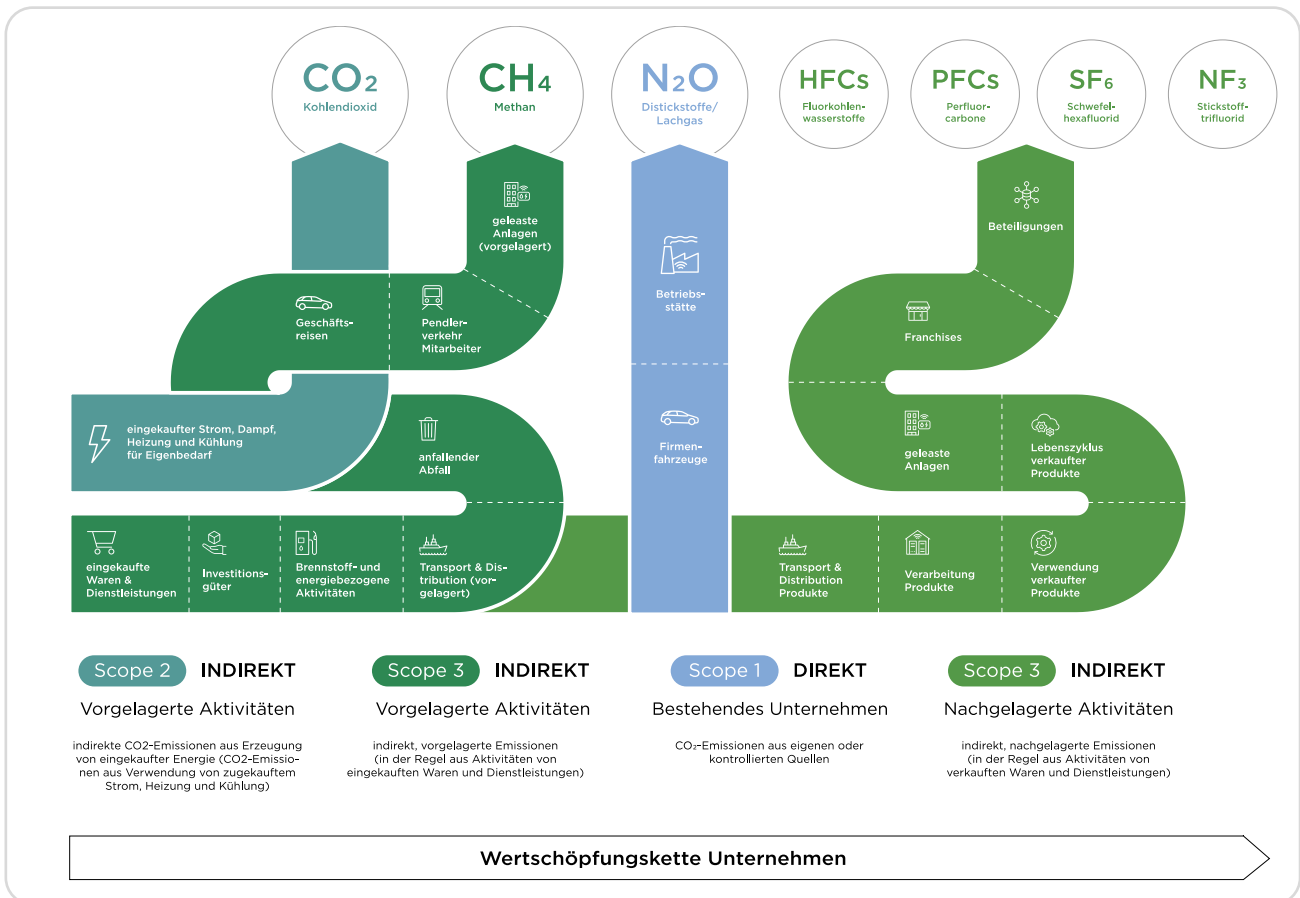 CO2
Kohlendioxid
CH4
Methan
N2O
Distickstoffe/
Lachgas
HFCs
Fluorkohlen-
wasserstoffe
PFCs
Perfluor-
carbone
SF6
Schwefel-
hexafluorid
NF3
Stickstoff-
trifluorid
geleaste
Anlagen
(vorgelagert)
Geschäfts-
reisen
Pendler-
verkehr
Mitarbeiter
eingekaufter Strom, Dampf,
Heizung und Kühlung
für Eigenbedarf
anfallender
Abfall
eingekaufte
Waren &
Dienstleistungen
Investitions-
güter
Brennstoff- und
energiebezogene
Aktivitäten
Transport & Dis-
tribution (vor-
gelagert)
Betriebs-
stätte
Firmen-
fahrzeuge
Beteiligungen
Franchises
geleaste
Anlagen
Lebenszyklus
verkaufter
Produkte
Transport &
Distribution
Produkte
Verarbeitung
Produkte
Verwendung
verkaufter
Produkte
Scope 2 INDIREKT
Vorgelagerte Aktivitäten
indirekte CO2-Emissionen aus Erzeugung
von eingekaufter Energie (CO2-Emissio-
nen aus Verwendung von zugekauftem
Strom, Heizung und Kühlung)
Scope 3 INDIREKT
Vorgelagerte Aktivitäten
indirekt, vorgelagerte Emissionen
(in der Regel aus Aktivitäten von
eingekauften Waren und Dienstleistungen)
Scope 1 DIREKT
Bestehendes Unternehmen
CO₂-Emissionen aus eigenen oder
kontrollierten Quellen
Scope 3 INDIREKT
Nachgelagerte Aktivitäten
indirekt, nachgelagerte Emissionen
(in der Regel aus Aktivitäten von
verkauften Waren und Dienstleistungen)
Wertschöpfungskette Unternehmen